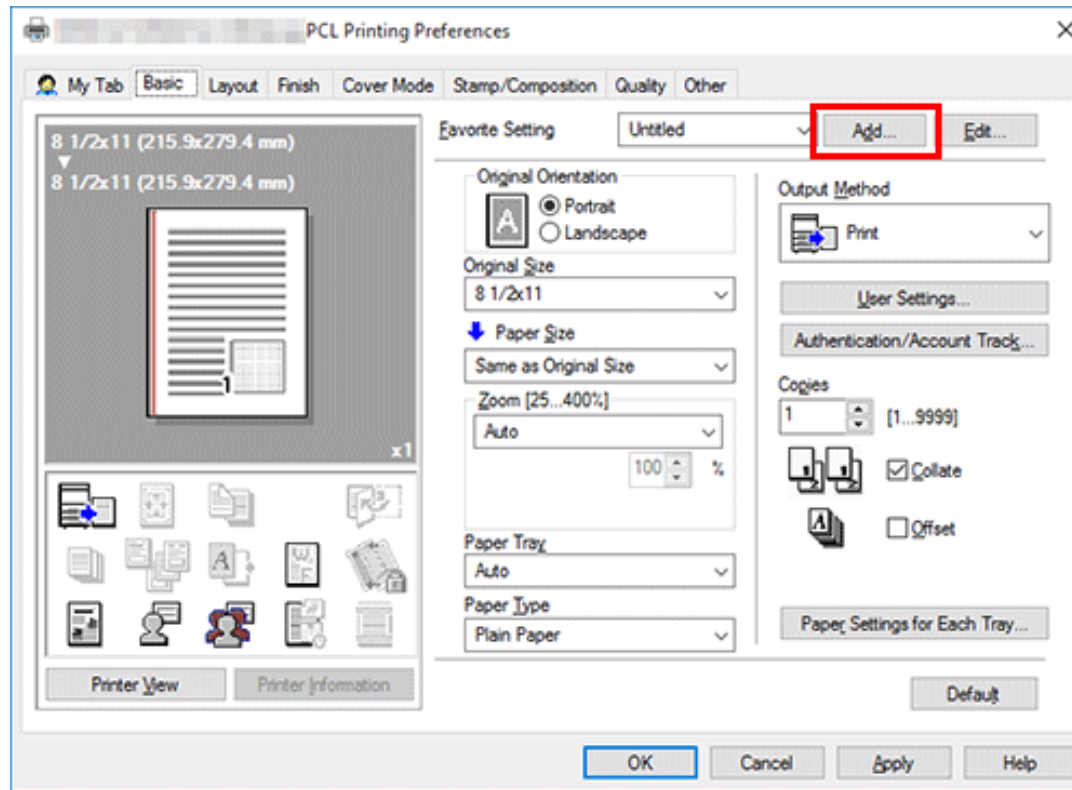 PCL Printing Preferences
My Tab Basic Layout Finish Cover Mode Stamp/Composition Quality Other
Favorite Setting Untitled Add... Edit...
8 1/2x11 (215.9x279.4 mm)
8 1/2x11 (215.9x279.4 mm)
1
x1
Printer View Printer Information
Original Orientation
A
Portrait
Landscape
Original Size
8 1/2x11
Paper Size
Same as Original Size
Zoom [25...400%]
Auto
100 %
Paper Tray
Auto
Paper Type
Plain Paper
Output Method
Print
User Settings...
Authentication/Account Track...
Copies
1 [1...9999]
Collate
Offset
Paper Settings for Each Tray...
Default
OK Cancel Apply Help